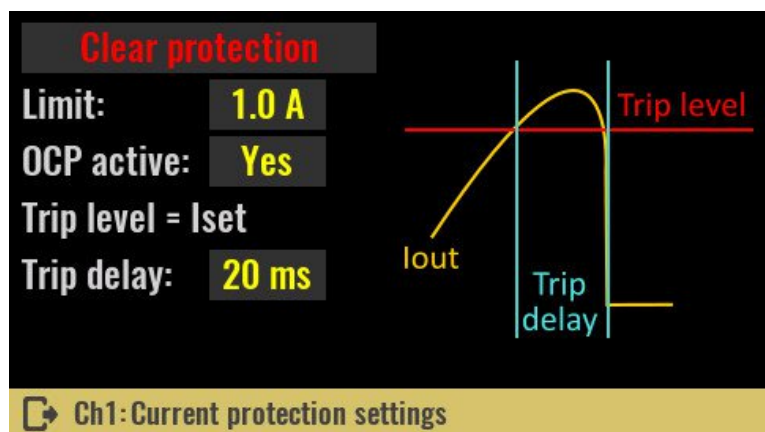 Clear protection
Limit: 1.0 A
OCP active: Yes
Trip level = Iset
Trip delay: 20 ms
Trip level
Iout
Trip
delay
Ch1: Current protection settings